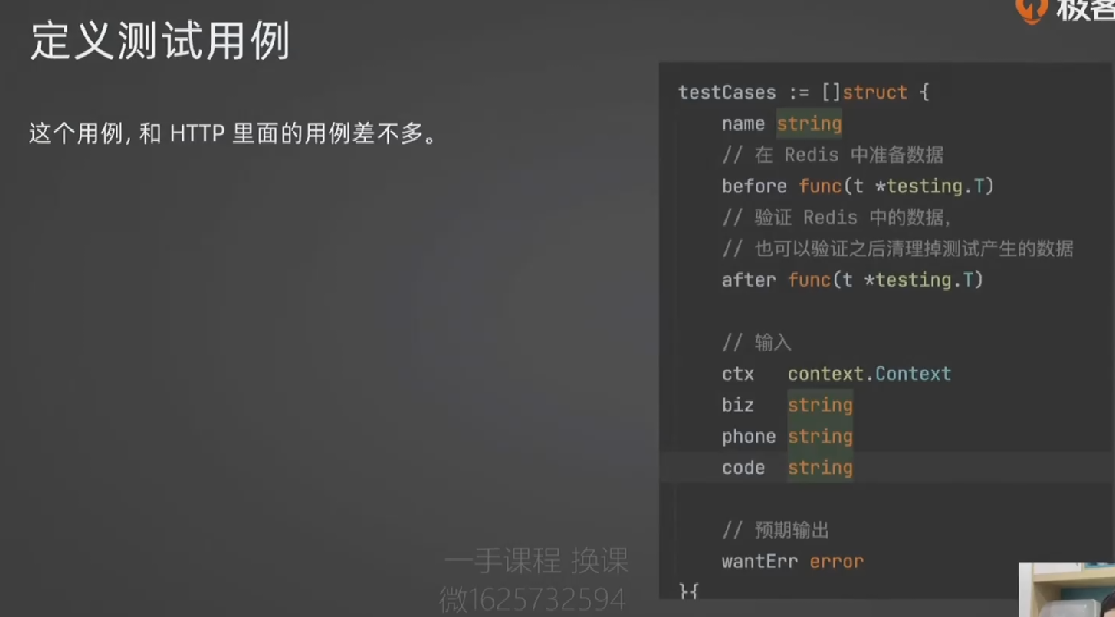 定义测试用例
极客
这个用例, 和 HTTP 里面的用例差不多。
testCases := []struct {
name string
// 在 Redis 中准备数据
before func(t *testing.T)
// 验证 Redis 中的数据,
// 也可以验证之后清理掉测试产生的数据
after func(t *testing.T)
// 输入
ctx context.Context
biz string
phone string
code string
// 预期输出
wantErr error
}{
一手课程 换课
微1625732594